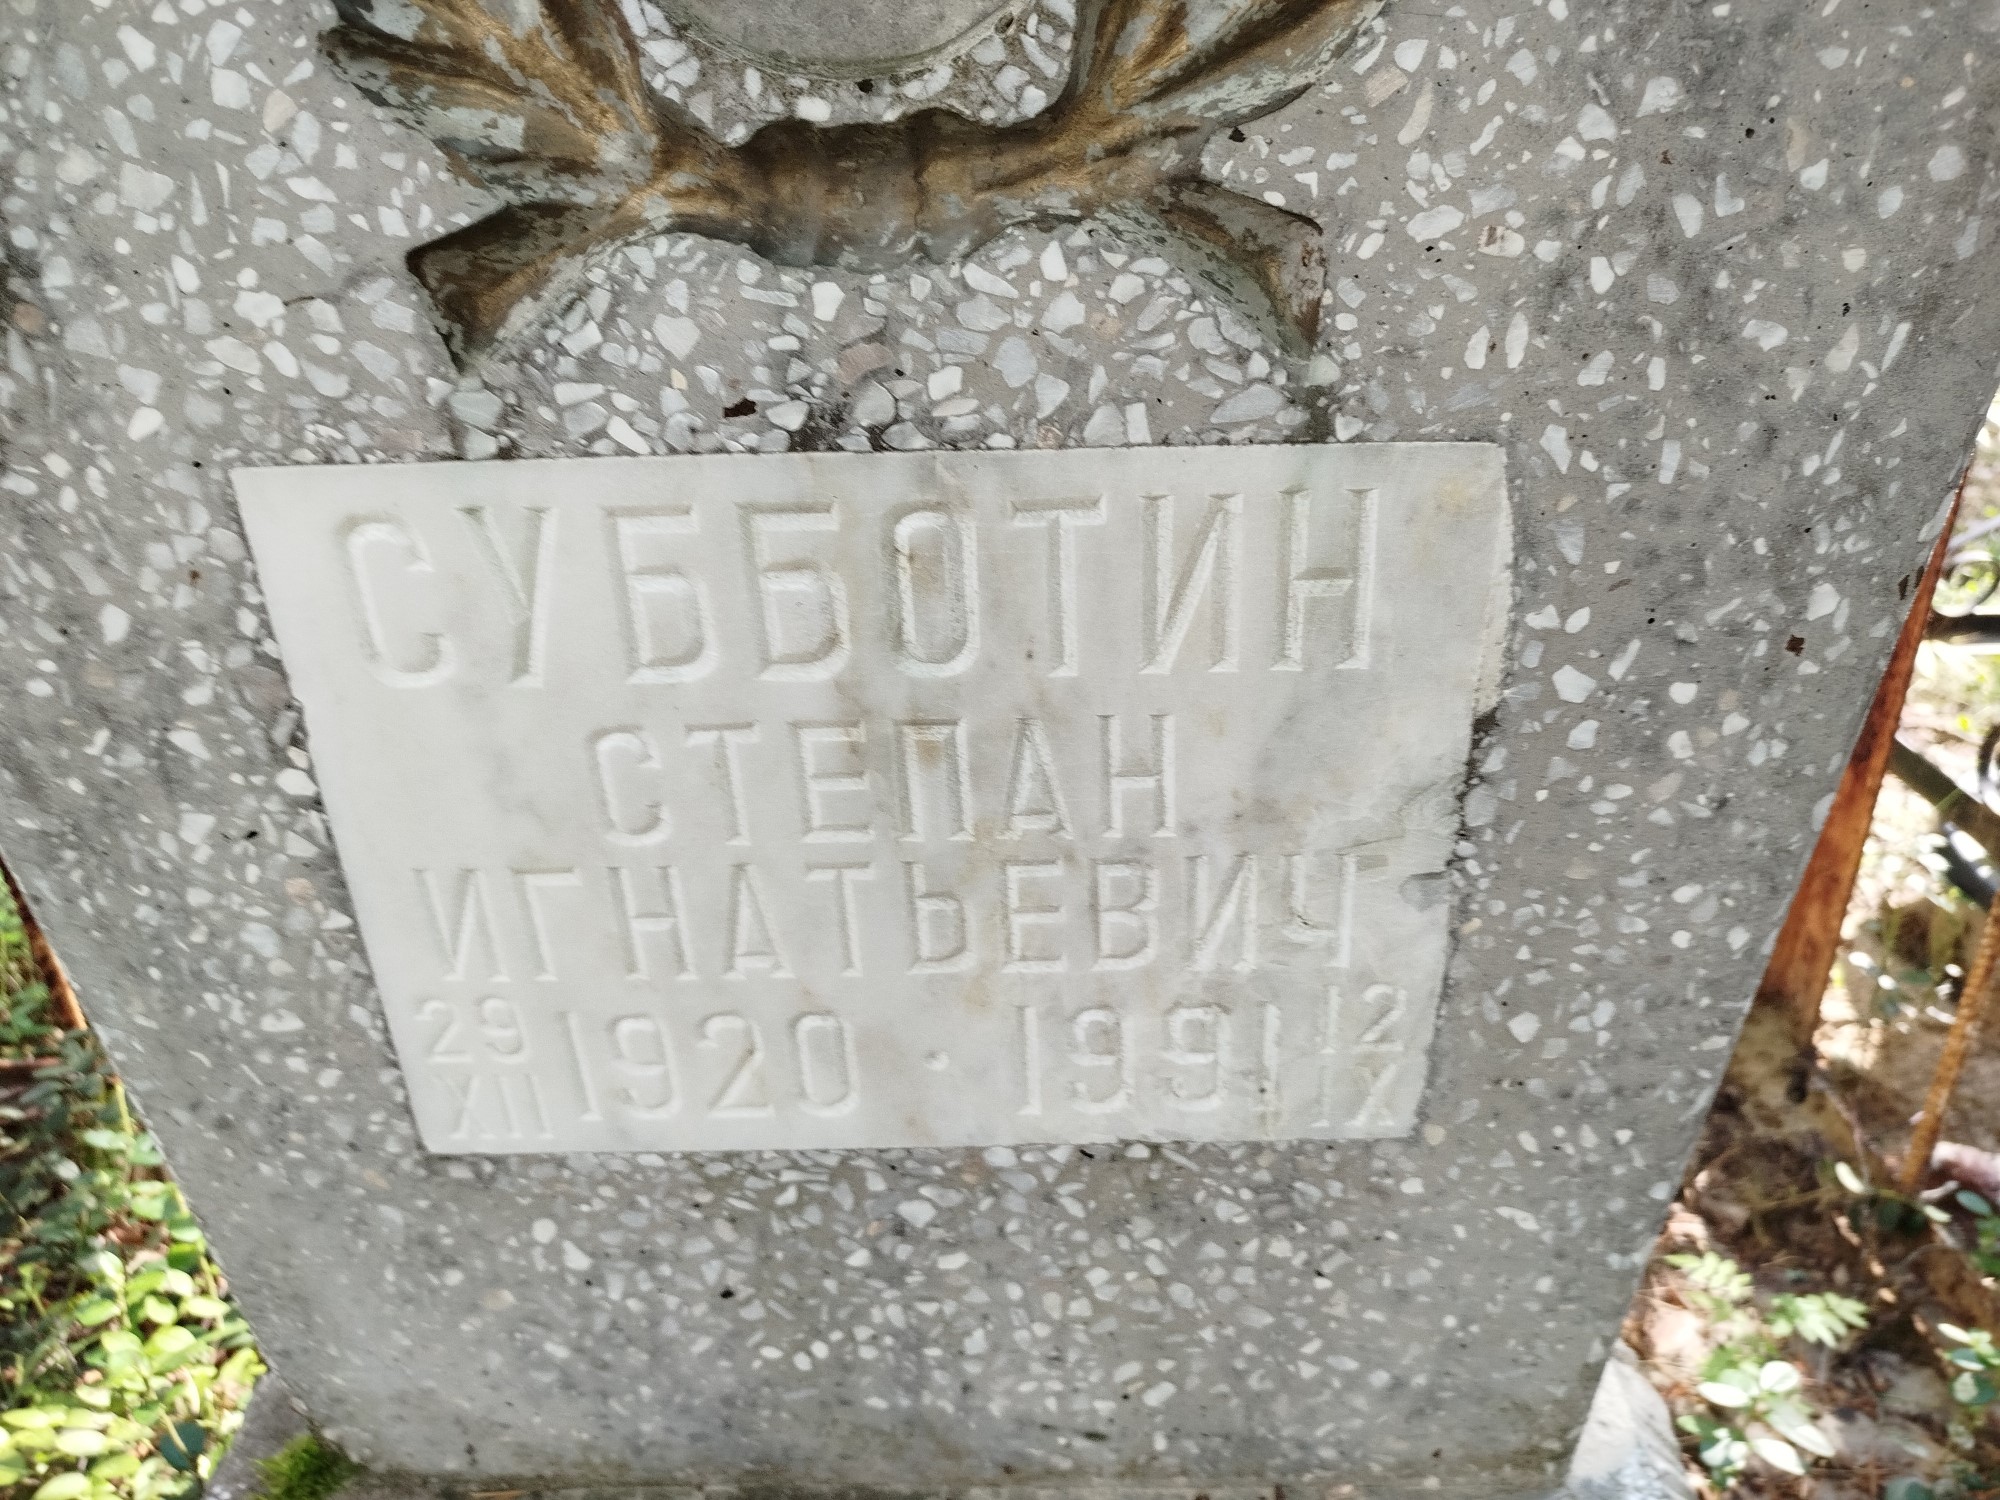 СУББОТИН
СТЕПАН
ИГНАТЬЕВИЧ
29 XII 1920 · 1991 12 IX